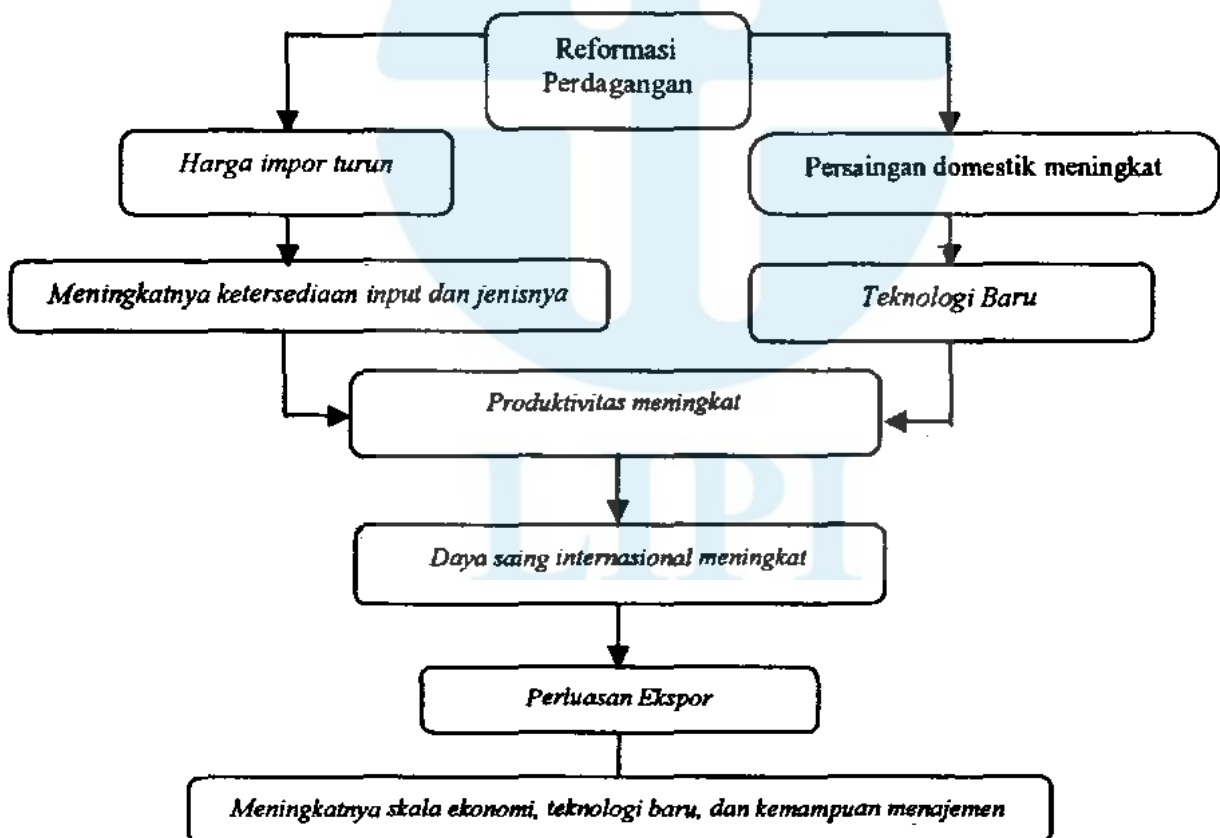 Reformasi
Perdagangan
Harga impor turun
Persaingan domestik meningkat
Meningkatnya ketersediaan input dan jenisnya
Teknologi Baru
Produktivitas meningkat
LIPI
Daya saing internasional meningkat
Perluasan Ekspor
Meningkatnya skala ekonomi, teknologi baru, dan kemampuan menajemen